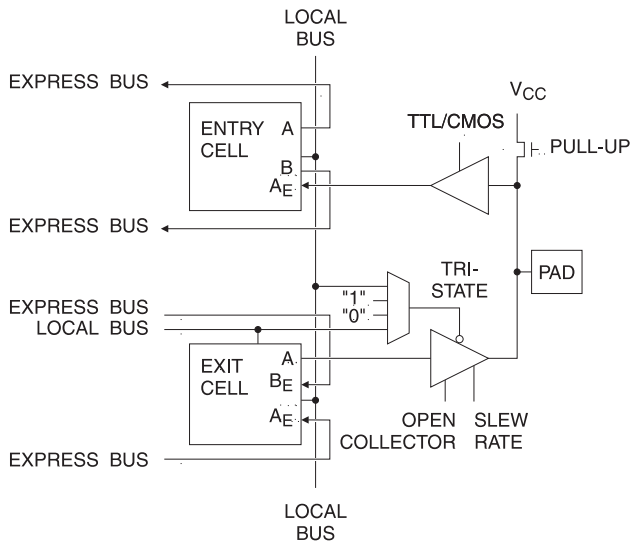 LOCAL
BUS
EXPRESS BUS
VCC
ENTRY
CELL
A
TTL/CMOS
PULL-UP
B
AE
EXPRESS BUS
TRI-
STATE
PAD
EXPRESS BUS
"1"
LOCAL BUS
"0"
EXIT
CELL
A
BE
AE
OPEN
COLLECTOR
SLEW
RATE
EXPRESS BUS
LOCAL
BUS